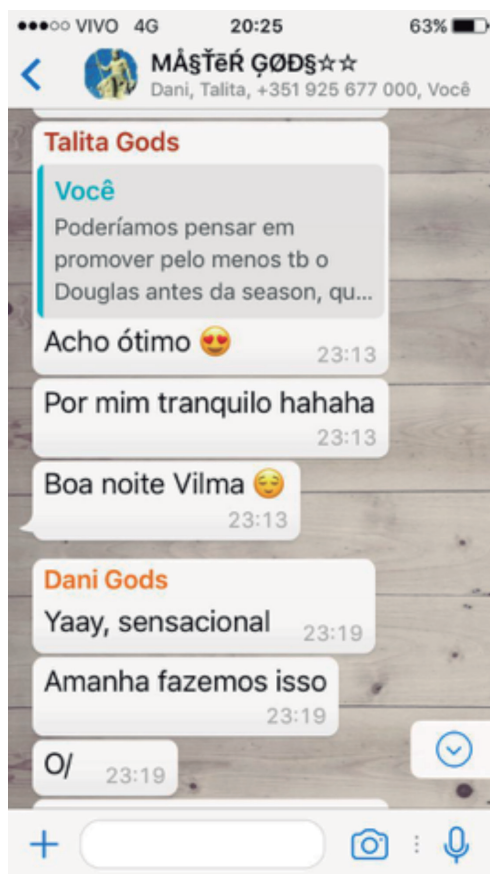 VIVO 4G 20:25 63%
MÅ§ŤēŔ ĢØÐ§☆☆
Dani, Talita, +351 925 677 000, Você
Talita Gods
Você
Poderíamos pensar em
promover pelo menos tb o
Douglas antes da season, qu...
Acho ótimo 😍
23:13
Por mim tranquilo hahaha
23:13
Boa noite Vilma 😌
23:13
Dani Gods
Yaay, sensacional 23:19
Amanha fazemos isso
23:19
O/ 23:19